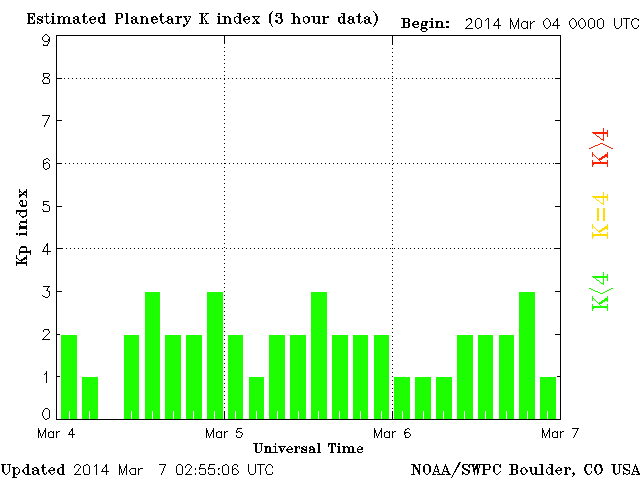 Estimated Planetary K index (3 hour data)
Begin: 2014 Mar 04 0000 UTC
9
8
7
6
5
4
3
2
1
0
Kp index
K>4
K=4
K<4
Mar 4
Mar 5
Mar 6
Mar 7
Universal Time
Updated 2014 Mar 7 02:55:06 UTC
NOAA/SWPC Boulder, CO USA